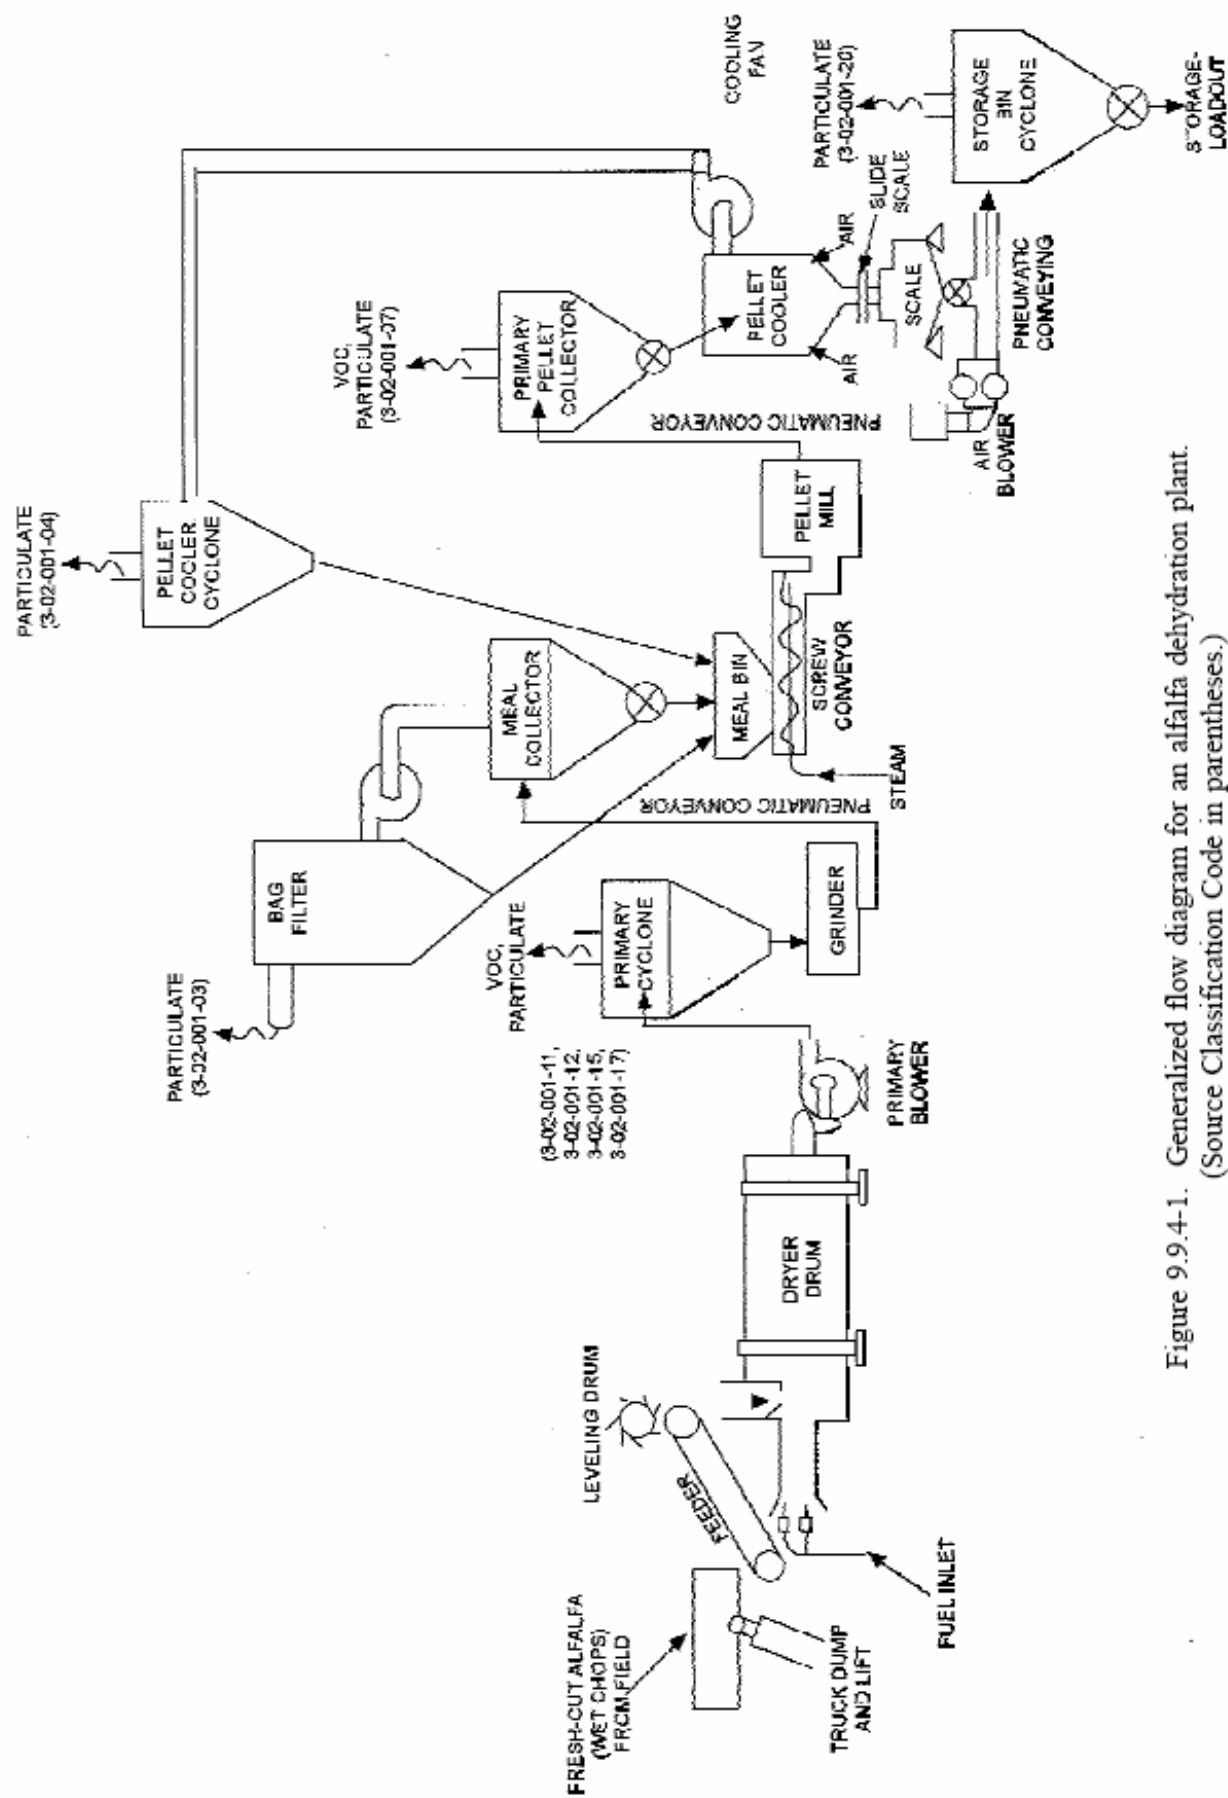 FRESH-CUT ALFALFA
(WET CHOPS)
FRCM FIELD
TRUCK DUMP
AND LIFT
FEEDER
LEVELING DRUM
FUEL INLET
DRYER
DRUM
PRIMARY
BLOWER
(3-02-001-11,
3-02-001-12,
3-02-001-15,
3-02-001-17)
VOC,
PARTICULATE
PRIMARY
CYCLONE
GRINDER
PNEUMATIC CONVEYOR
PARTICULATE
(3-02-001-03)
BAG
FILTER
MEAL
COLLECTOR
MEAL BIN
STEAM
SCREW
CONVEYOR
PARTICULATE
(3-02-001-04)
PELLET
COOLER
CYCLONE
PELLET
MILL
PNEUMATIC CONVEYOR
VOC,
PARTICULATE
(3-02-001-07)
PRIMARY
PELLET
COLLECTOR
PELLET
COOLER
AIR
AIR
SLIDE
SCALE
SCALE
AIR
BLOWER
PNEUMATIC
CONVEYING
COOLING
FAN
PARTICULATE
(3-02-001-20)
STORAGE
BIN
CYCLONE
STORAGE-
LOADOUT
Figure 9.9.4-1. Generalized flow diagram for an alfalfa dehydration plant.
(Source Classification Code in parentheses.)